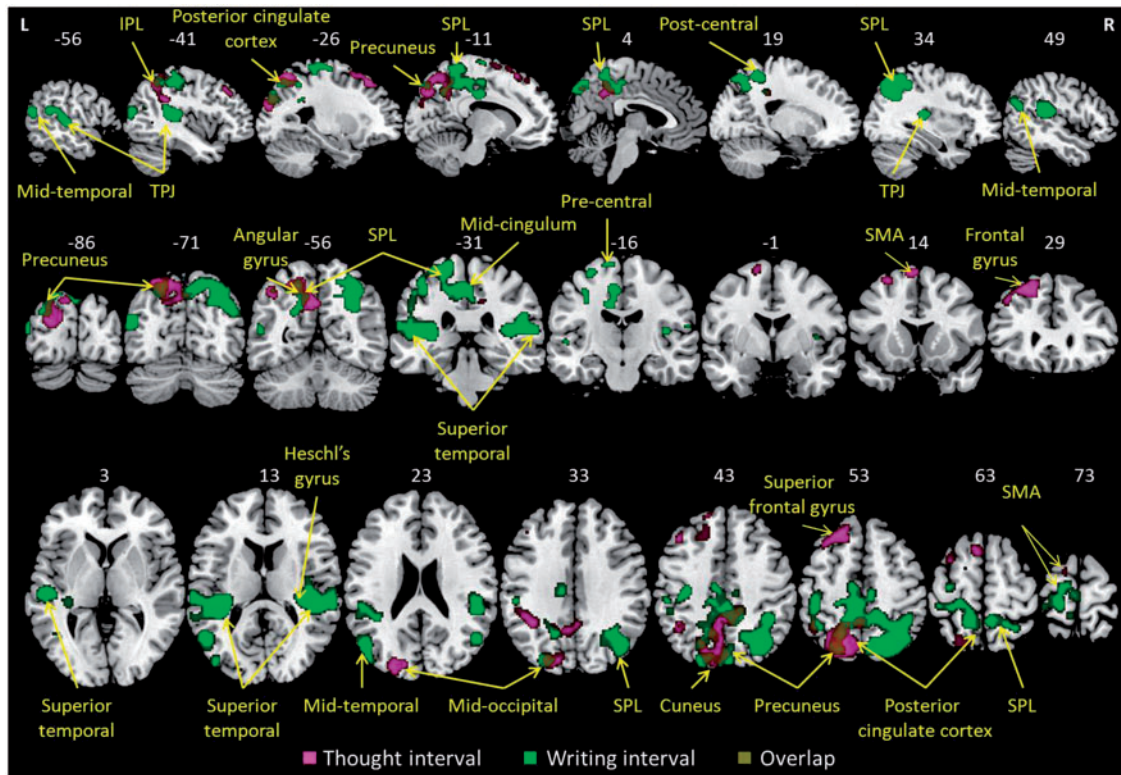 L IPL Posterior cingulate cortex SPL SPL Post-central SPL R
-56 -41 -26 Precuneus -11 4 19 34 49
Mid-temporal TPJ TPJ Mid-temporal
Pre-central
Mid-cingulum
Precuneus -86 -71 Angular gyrus -56 SPL -31 -16 -1 SMA 14 Frontal gyrus 29
Superior temporal
Heschl's gyrus
3 13 23 33 43 Superior frontal gyrus 53 63 SMA 73
Superior temporal Superior temporal Mid-temporal Mid-occipital SPL Cuneus Precuneus Posterior cingulate cortex SPL
Thought interval Writing interval Overlap